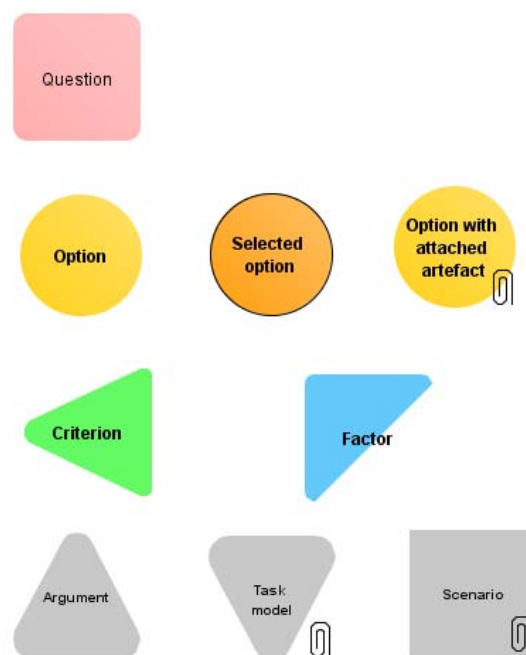 Question
Option
Selected
option
Option with
attached
artefact
Criterion
Factor
Argument
Task
model
Scenario